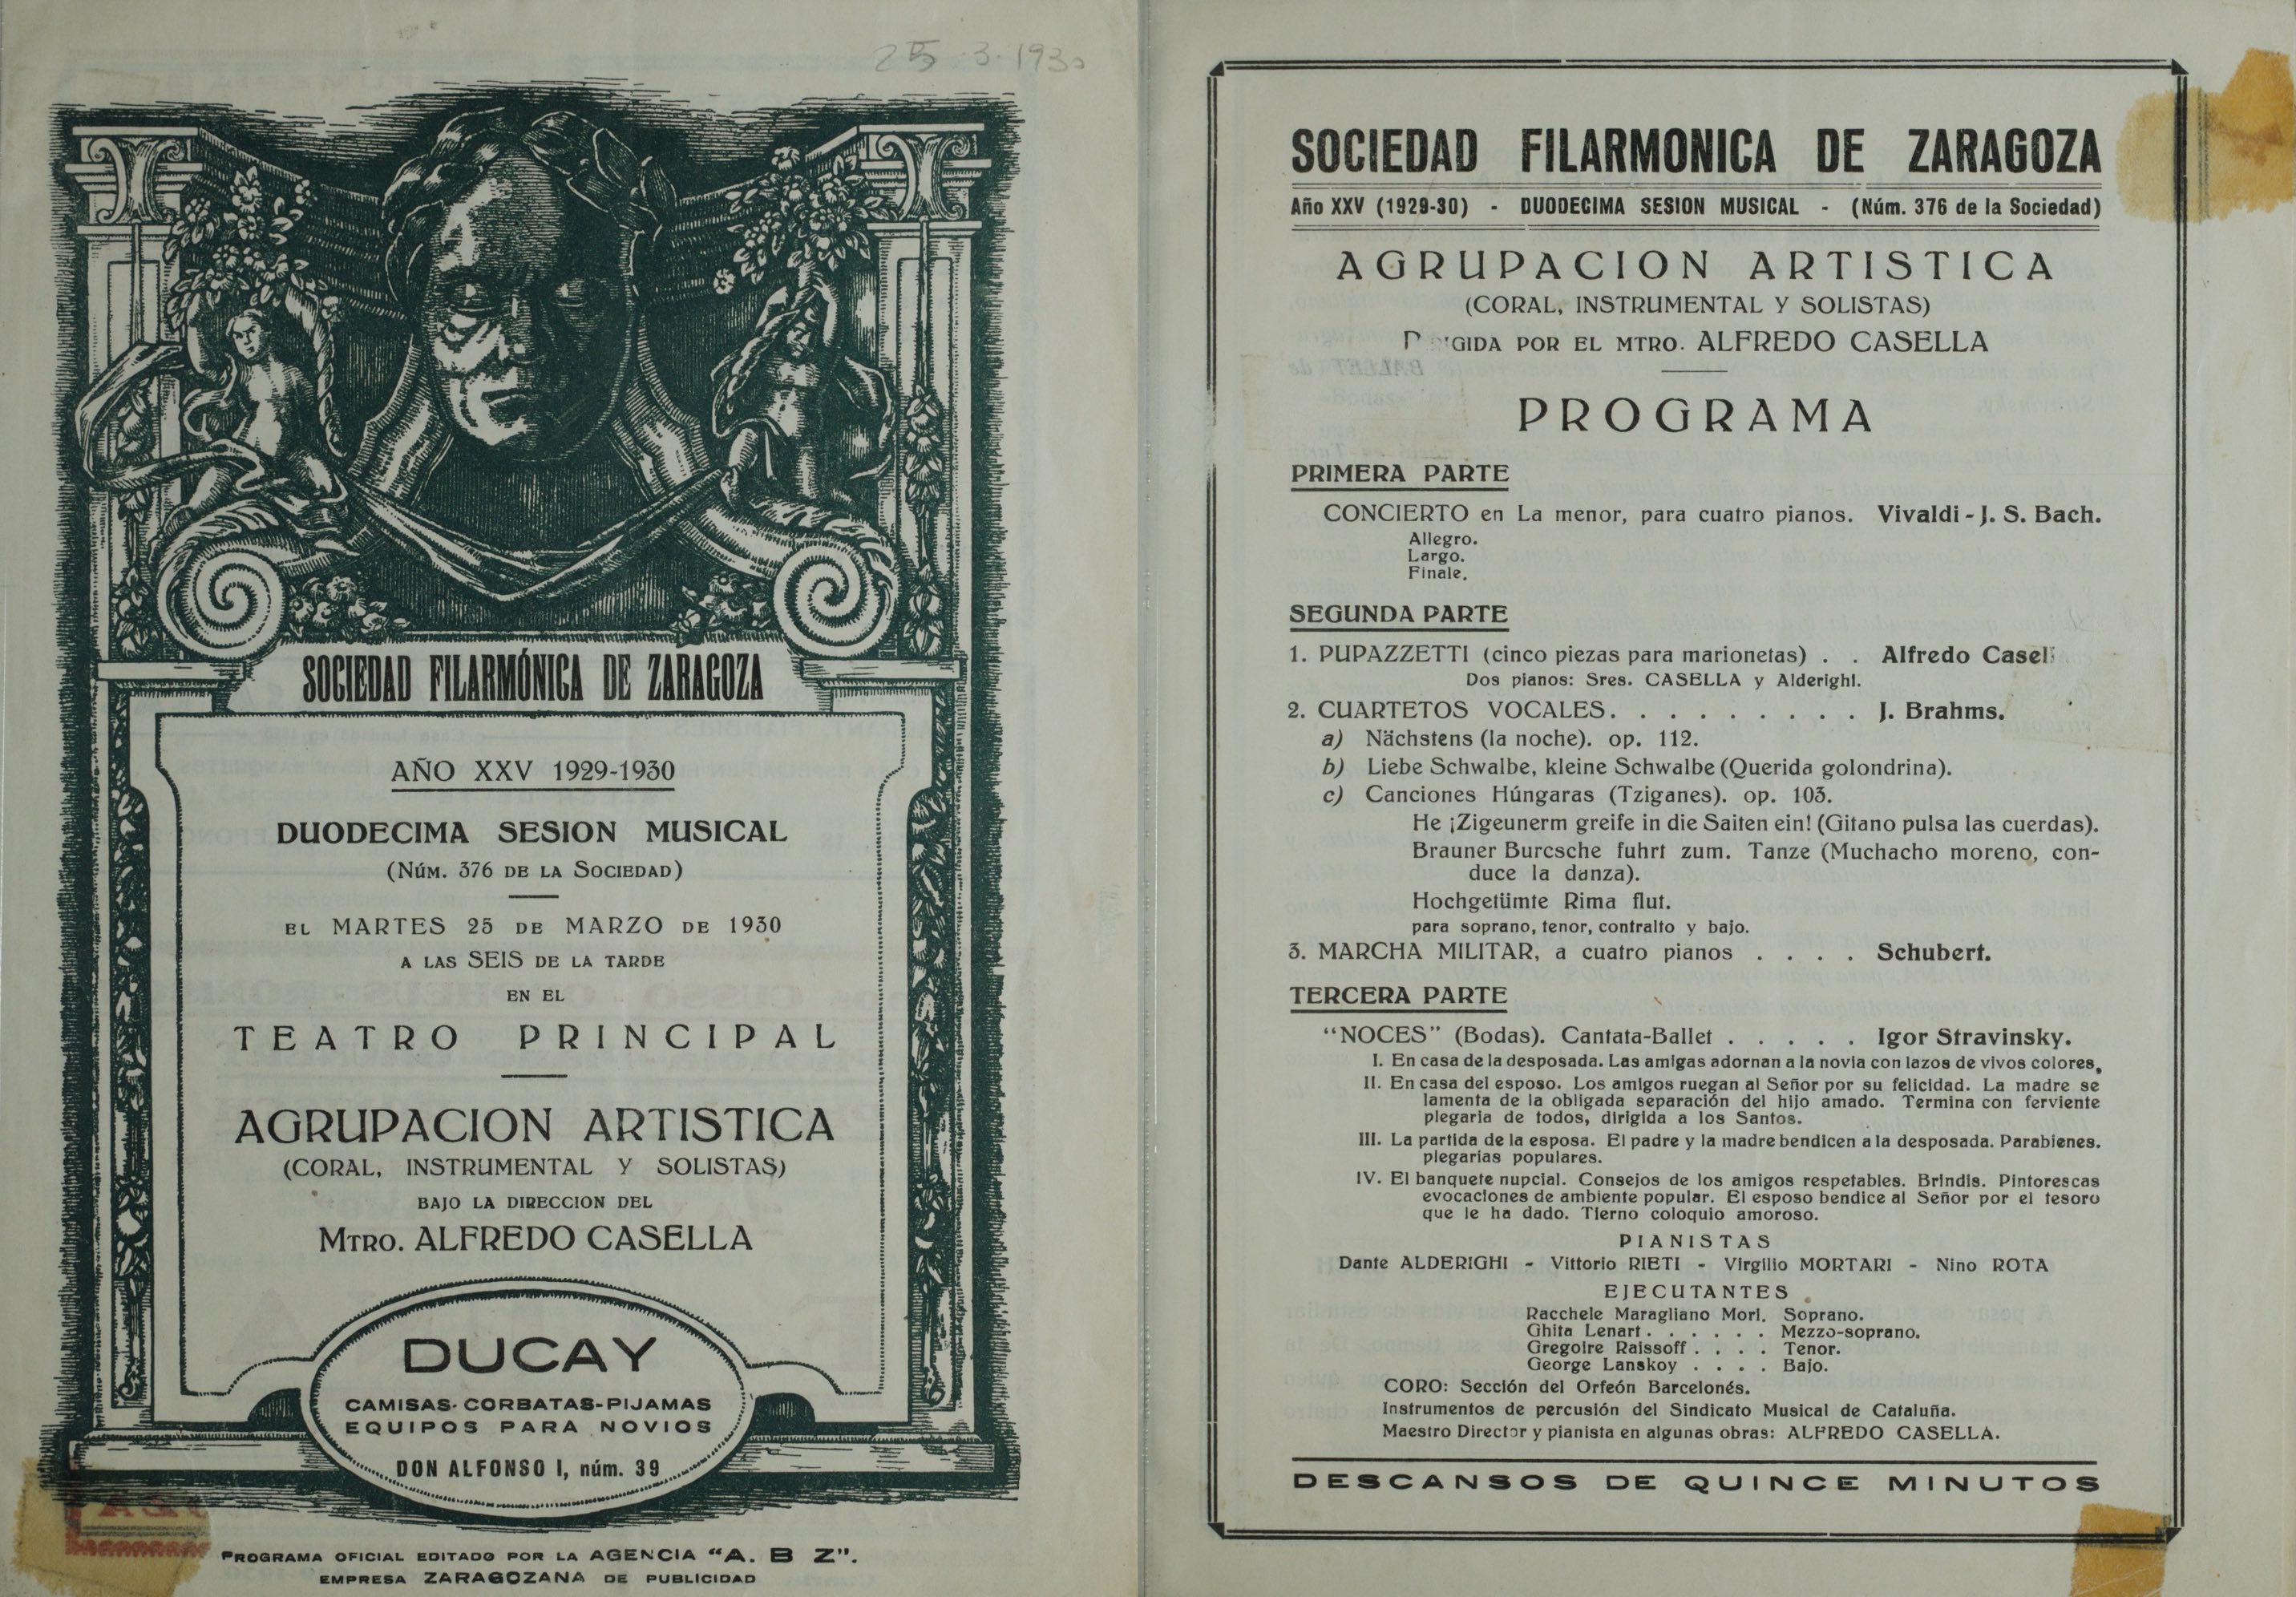 25.3.1930
SOCIEDAD FILARMÓNICA DE ZARAGOZA
AÑO XXV 1929-1930
DUODECIMA SESION MUSICAL
(NÚM. 376 DE LA SOCIEDAD)
EL MARTES 25 DE MARZO DE 1930
A LAS SEIS DE LA TARDE
EN EL
TEATRO PRINCIPAL
AGRUPACION ARTISTICA
(CORAL, INSTRUMENTAL Y SOLISTAS)
BAJO LA DIRECCION DEL
MTRO. ALFREDO CASELLA
DUCAY
CAMISAS-CORBATAS-PIJAMAS
EQUIPOS PARA NOVIOS
DON ALFONSO I, núm. 39
PROGRAMA OFICIAL EDITADO POR LA AGENCIA "A. B Z".
EMPRESA ZARAGOZANA DE PUBLICIDAD
SOCIEDAD FILARMONICA DE ZARAGOZA
Año XXV (1929-30) - DUODECIMA SESION MUSICAL - (Núm. 376 de la Sociedad)
AGRUPACION ARTISTICA
(CORAL, INSTRUMENTAL Y SOLISTAS)
POR EL MTRO. ALFREDO CASELLA
PROGRAMA
PRIMERA PARTE
CONCIERTO en La menor, para cuatro pianos. Vivaldi - J. S. Bach.
Allegro.
Largo.
Finale.
SEGUNDA PARTE
1. PUPAZZETTI (cinco piezas para marionetas) . . Alfredo Casel
Dos pianos: Sres. CASELLA y Alderighi.
2. CUARTETOS VOCALES. . . . . . . . . . J. Brahms.
a) Nächstens (la noche). op. 112.
b) Liebe Schwalbe, kleine Schwalbe (Querida golondrina).
c) Canciones Húngaras (Tziganes). op. 103.
He ¡Zigeunerm greife in die Saiten ein! (Gitano pulsa las cuerdas).
Brauner Burcsche fuhrt zum. Tanze (Muchacho moreno, con-
duce la danza).
Hochgetümte Rima flut.
para soprano, tenor, contralto y bajo.
3. MARCHA MILITAR, a cuatro pianos . . . . Schubert.
TERCERA PARTE
"NOCES" (Bodas). Cantata-Ballet . . . . . Igor Stravinsky.
I. En casa de la desposada. Las amigas adornan a la novia con lazos de vivos colores.
II. En casa del esposo. Los amigos ruegan al Señor por su felicidad. La madre se
lamenta de la obligada separación del hijo amado. Termina con ferviente
plegaria de todos, dirigida a los Santos.
III. La partida de la esposa. El padre y la madre bendicen a la desposada. Parabienes.
plegarias populares.
IV. El banquete nupcial. Consejos de los amigos respetables. Brindis. Pintorescas
evocaciones de ambiente popular. El esposo bendice al Señor por el tesoro
que le ha dado. Tierno coloquio amoroso.
PIANISTAS
Dante ALDERIGHI - Vittorio RIETI - Virgilio MORTARI - Nino ROTA
EJECUTANTES
Racchele Maragliano Mori. Soprano.
Ghita Lenart . . . . . . Mezzo-soprano.
Gregoire Raissoff . . . . Tenor.
George Lanskoy . . . . Bajo.
CORO: Sección del Orfeón Barcelonés.
Instrumentos de percusión del Sindicato Musical de Cataluña.
Maestro Director y pianista en algunas obras: ALFREDO CASELLA.
DESCANSOS DE QUINCE MINUTOS